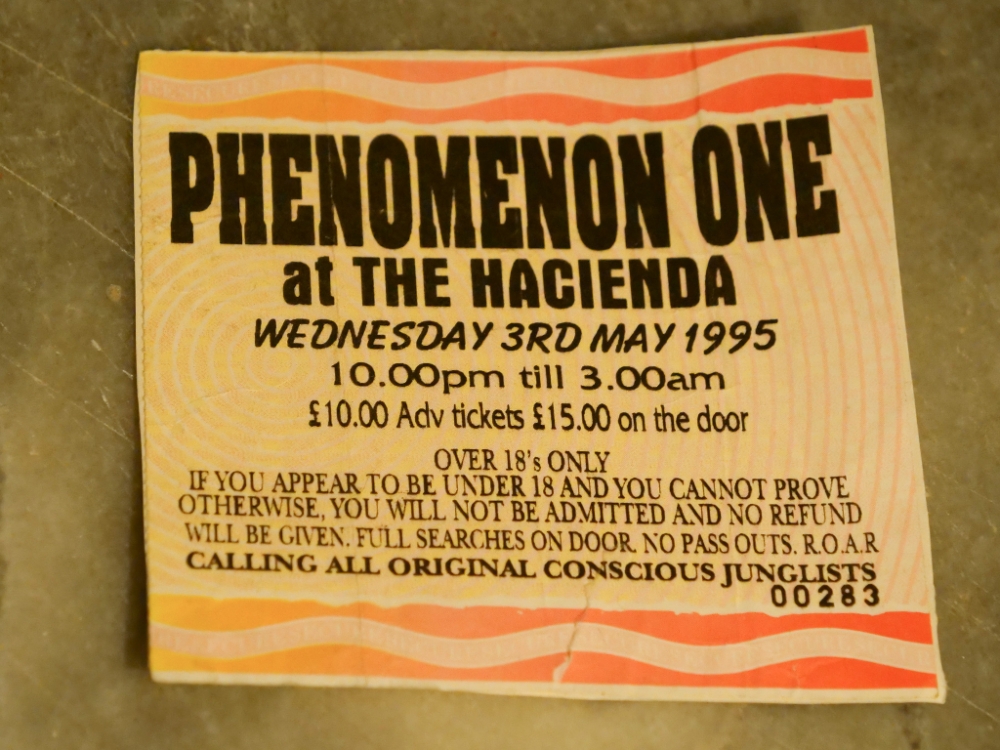 PHENOMENON ONE
at THE HACIENDA
WEDNESDAY 3RD MAY 1995
10.00pm till 3.00am
£10.00 Adv tickets £15.00 on the door
OVER 18's ONLY
IF YOU APPEAR TO BE UNDER 18 AND YOU CANNOT PROVE
OTHERWISE, YOU WILL NOT BE ADMITTED AND NO REFUND
WILL BE GIVEN. FULL SEARCHES ON DOOR. NO PASS OUTS. R.O.A.R
CALLING ALL ORIGINAL CONSCIOUS JUNGLISTS
00283